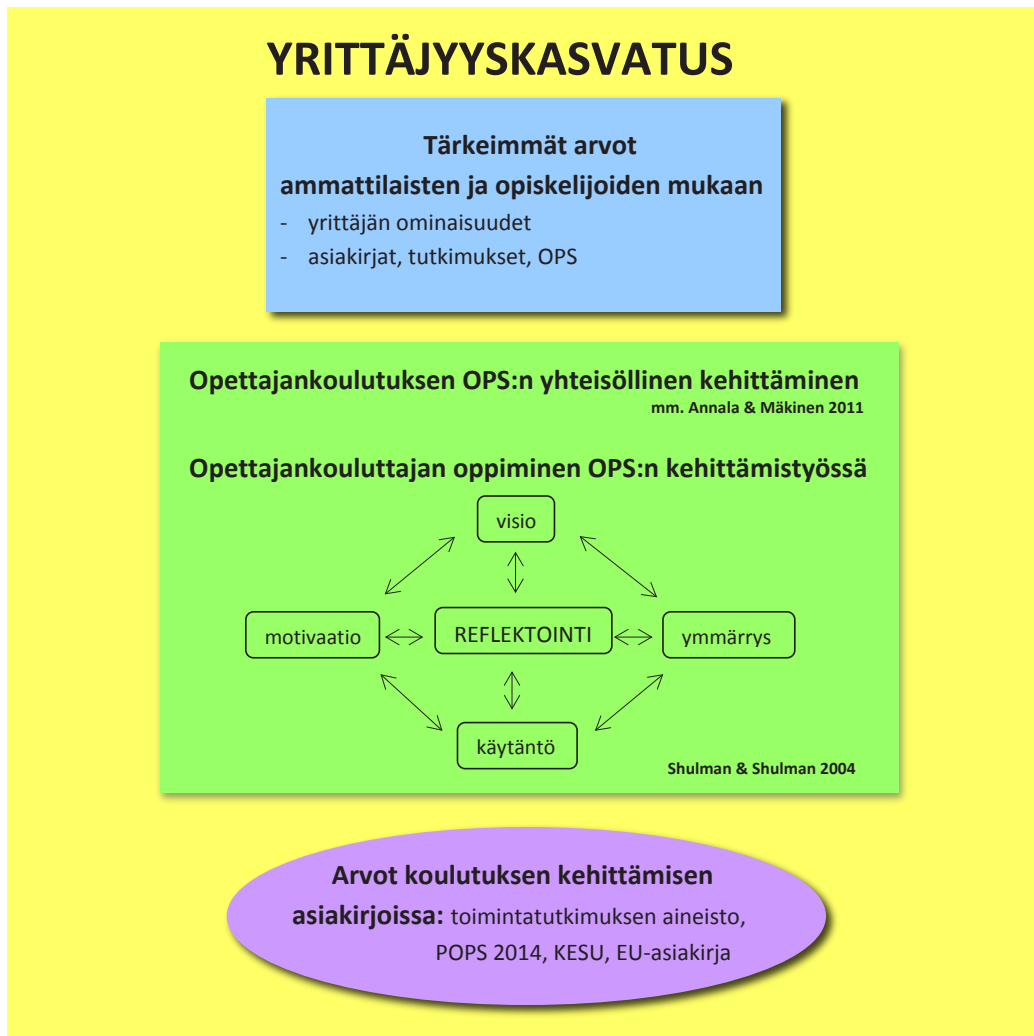 YRITTÄJYYSKASVATUS
Tärkeimmät arvot
ammattilaisten ja opiskelijoiden mukaan
- yrittäjän ominaisuudet
- asiakirjat, tutkimukset, OPS
Opettajankoulutuksen OPS:n yhteisöllinen kehittäminen
mm. Annala & Mäkinen 2011
Opettajankouluttajan oppiminen OPS:n kehittämistyössä
visio
motivaatio
REFLEKTOINTI
ymmärrys
käytäntö
Shulman & Shulman 2004
Arvot koulutuksen kehittämisen
asiakirjoissa: toimintatutkimuksen aineisto,
POPS 2014, KESU, EU-asiakirja